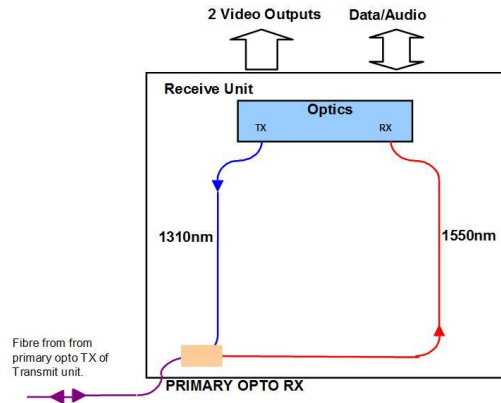 2 Video Outputs
Data/Audio
Receive Unit
Optics
TX
RX
1310nm
1550nm
Fibre from from
primary opto TX of
Transmit unit.
PRIMARY OPTO RX